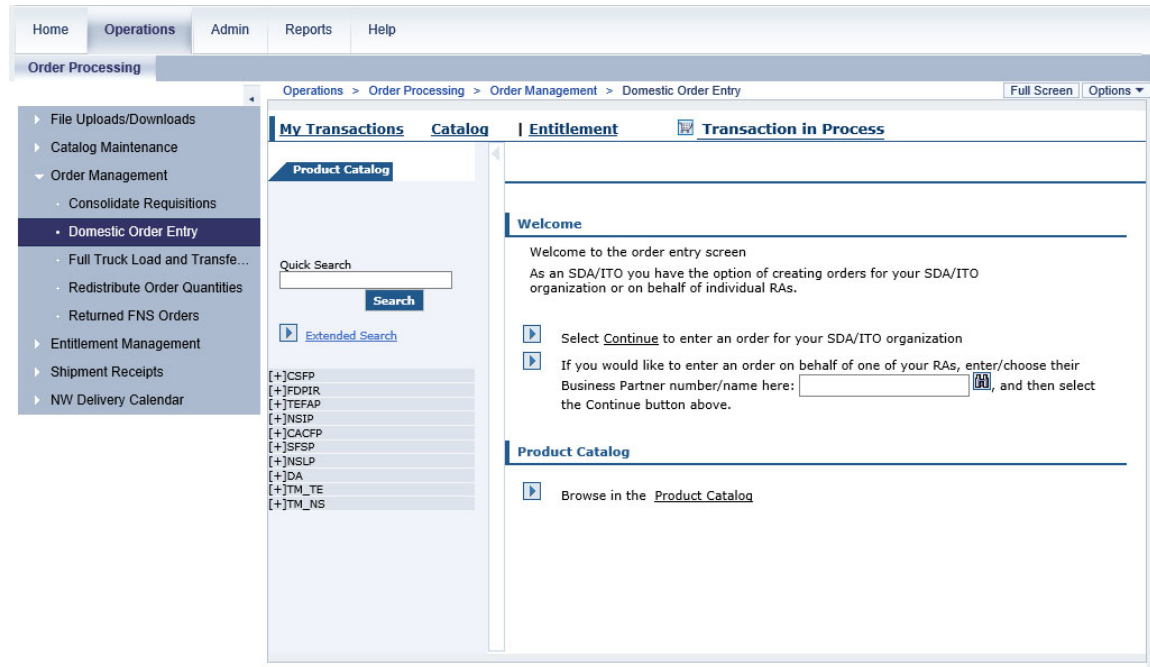 Home Operations Admin Reports Help
Order Processing
Operations > Order Processing > Order Management > Domestic Order Entry Full Screen Options
File Uploads/Downloads
Catalog Maintenance
Order Management
Consolidate Requisitions
Domestic Order Entry
Full Truck Load and Transfe...
Redistribute Order Quantities
Returned FNS Orders
Entitlement Management
Shipment Receipts
NW Delivery Calendar
My Transactions Catalog | Entitlement Transaction in Process
Product Catalog
Quick Search
Search
Extended Search
[+]CSFP
[+]FDPIR
[+]TEFAP
[+]NSIP
[+]CACFP
[+]SFSP
[+]NSLP
[+]DA
[+]TM_TE
[+]TM_NS
Welcome
Welcome to the order entry screen
As an SDA/ITO you have the option of creating orders for your SDA/ITO
organization or on behalf of individual RAs.
Select Continue to enter an order for your SDA/ITO organization
If you would like to enter an order on behalf of one of your RAs, enter/choose their
Business Partner number/name here: , and then select
the Continue button above.
Product Catalog
Browse in the Product Catalog